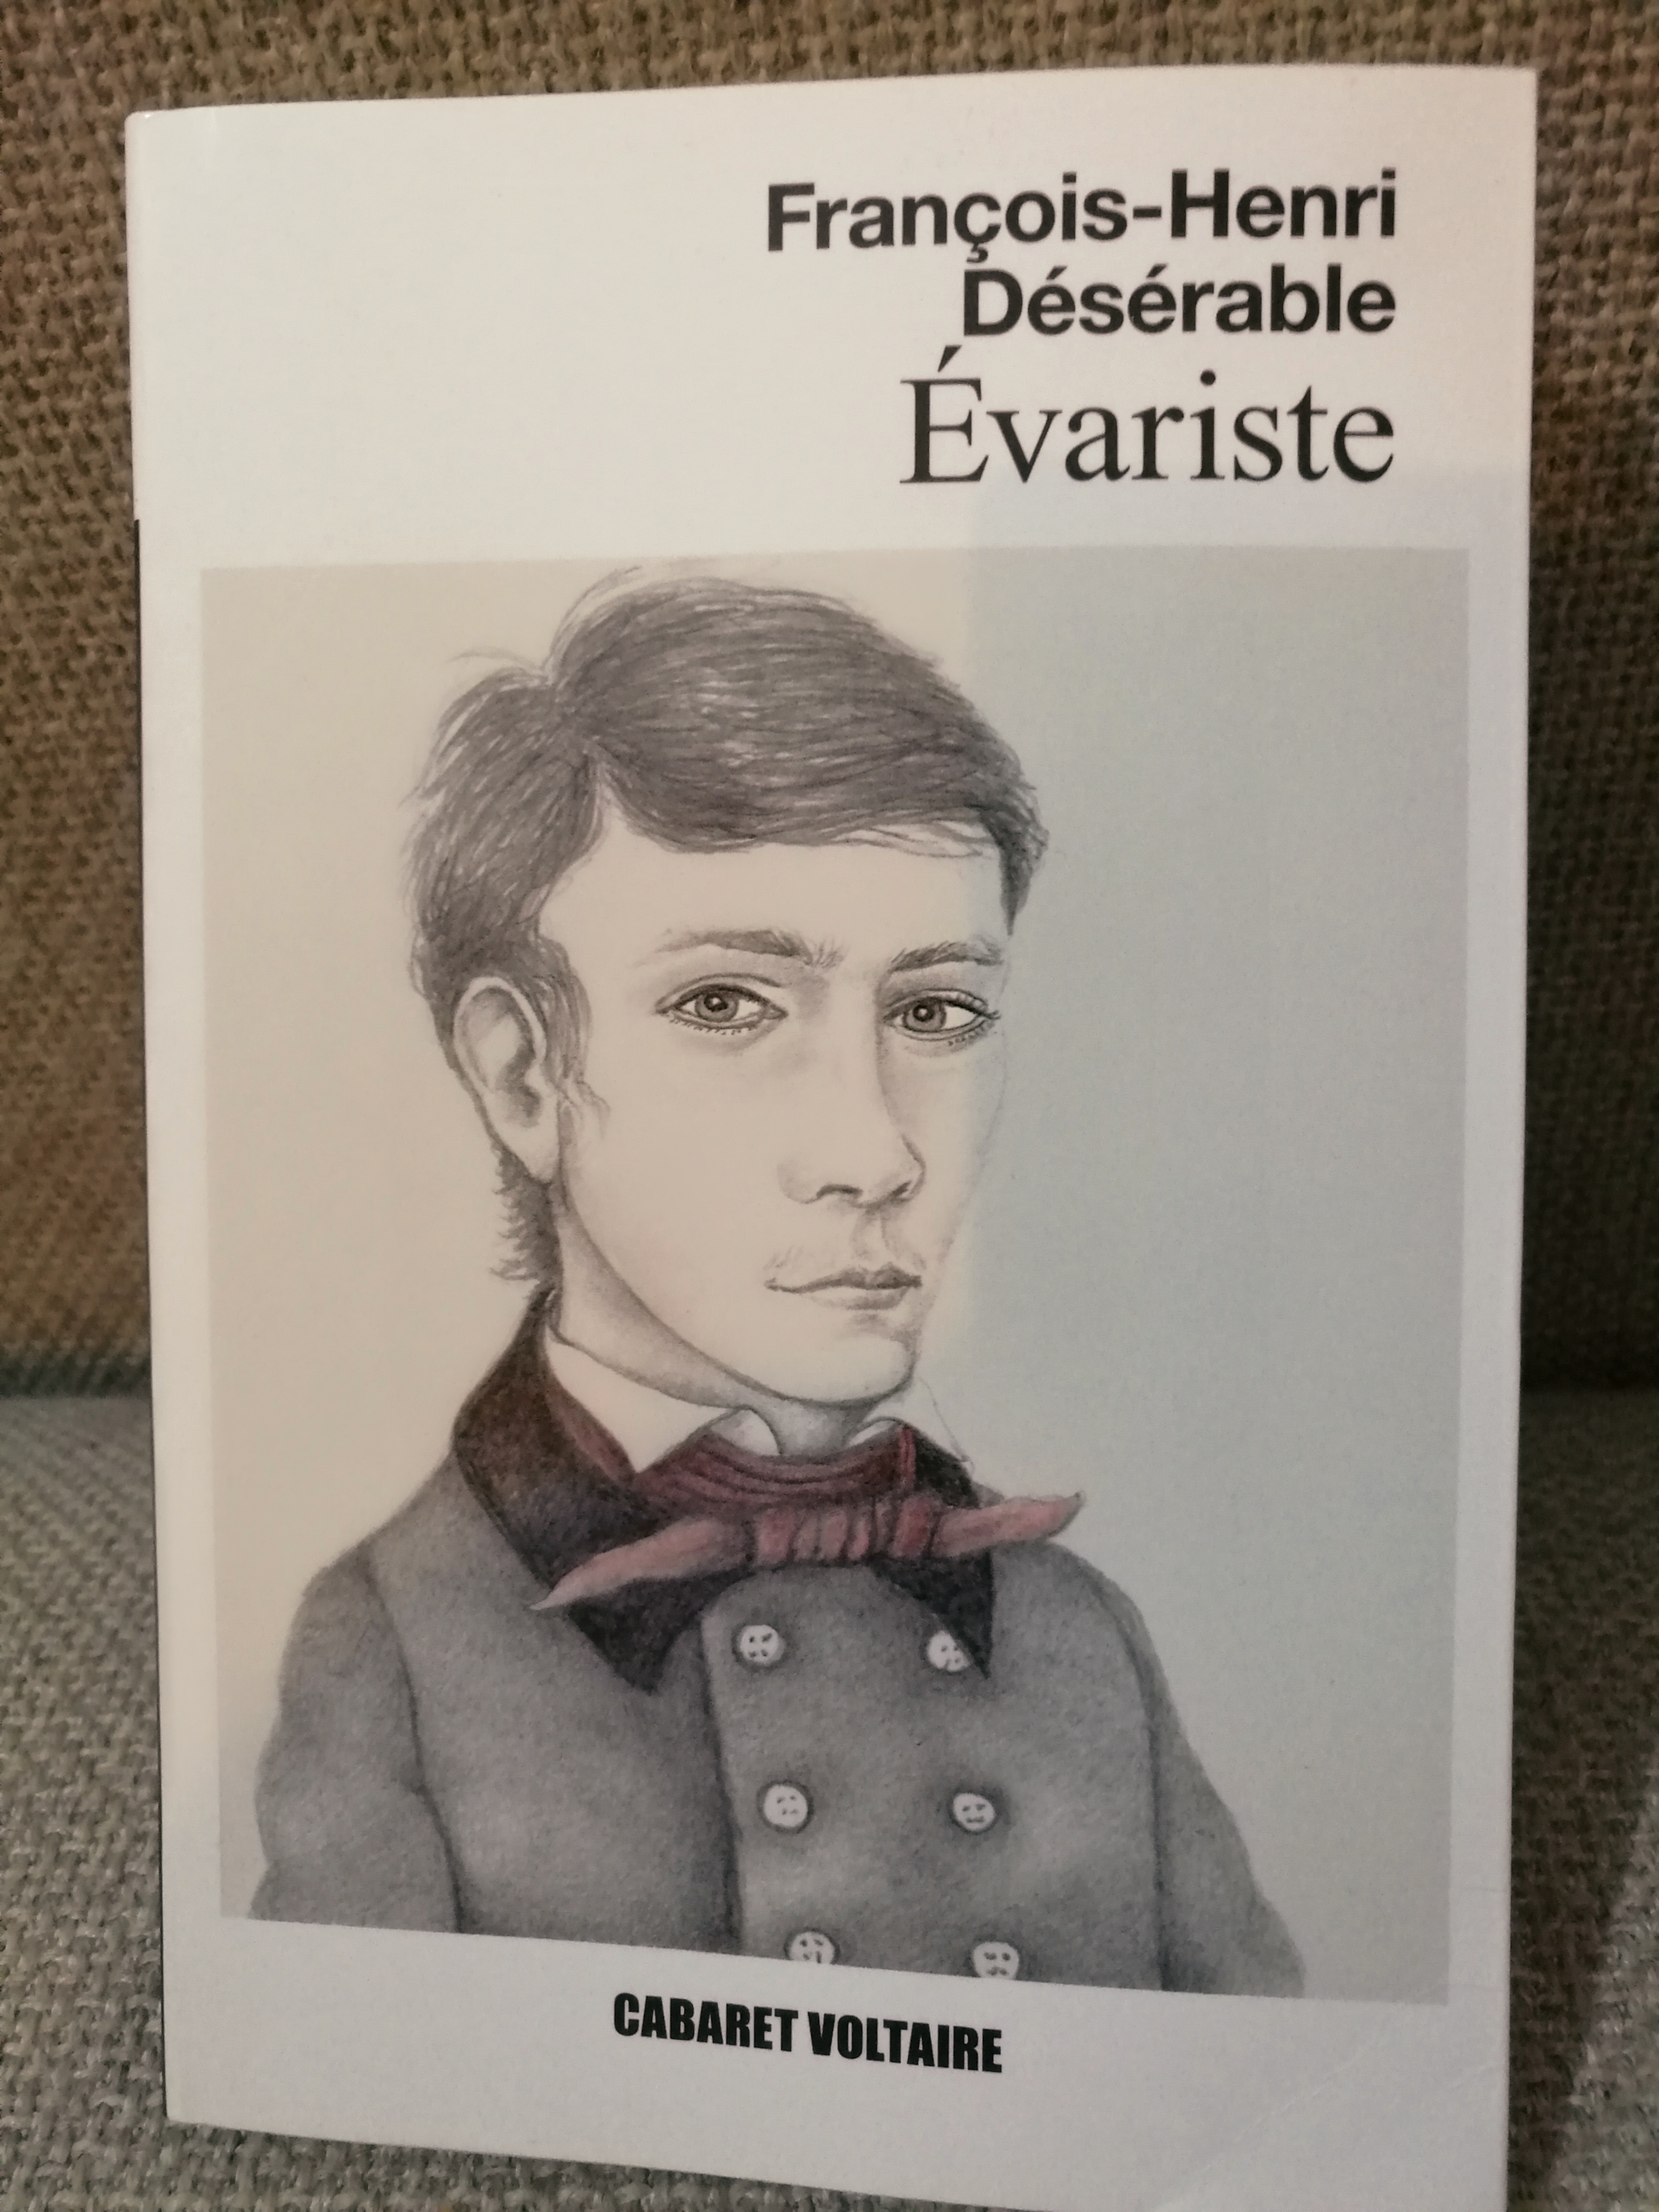 François-Henri
Désérable
Évariste
CABARET VOLTAIRE